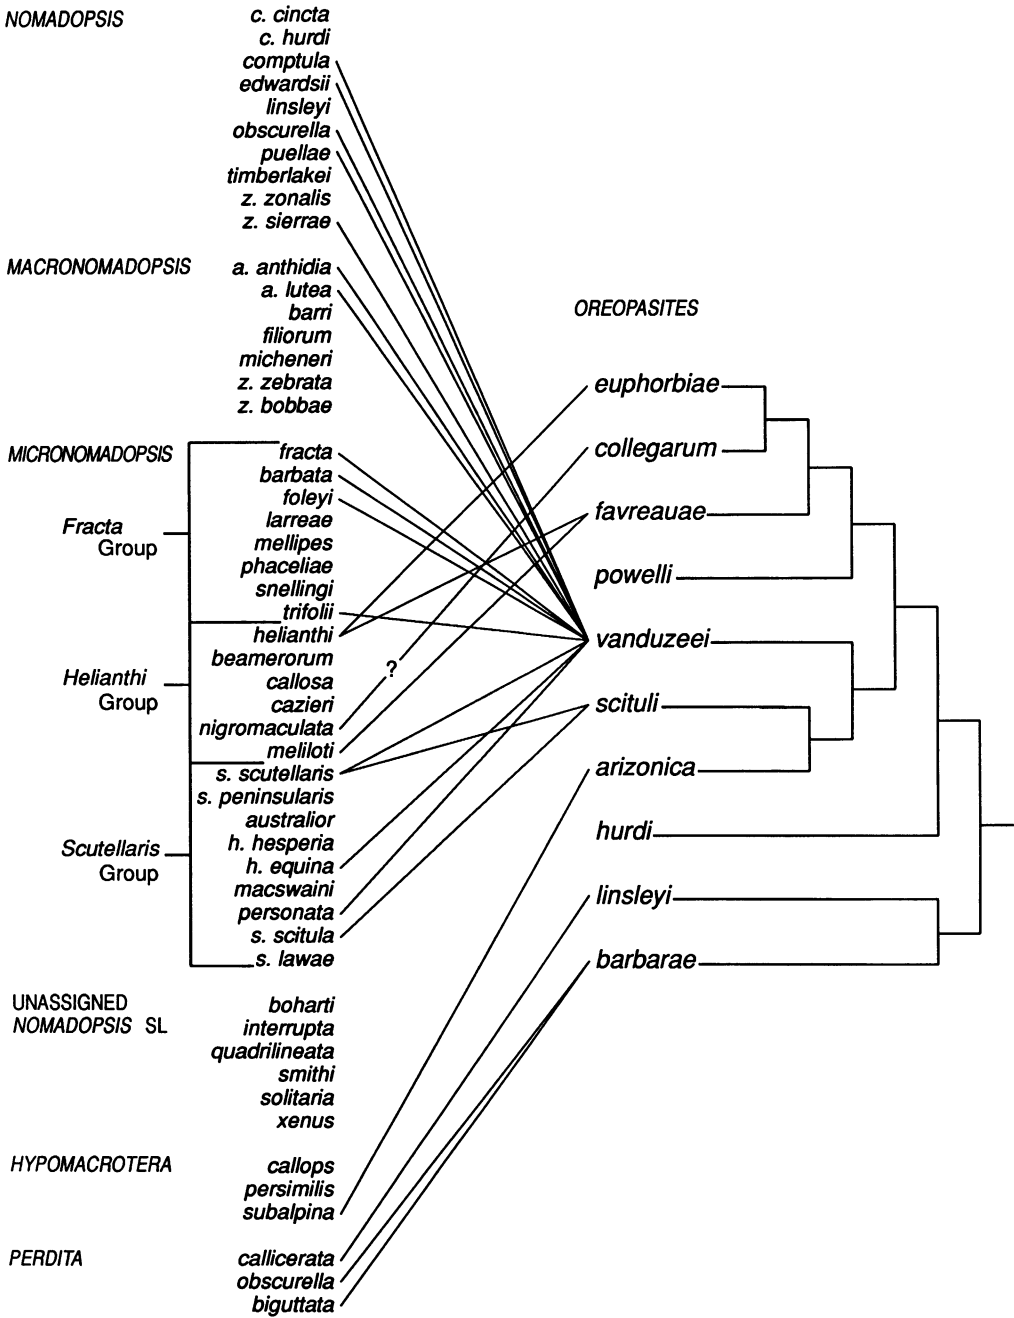 NOMADOPSIS
c. cincta
c. hurdi
comptula
edwardsii
linsleyi
obscurella
puellae
timberlakei
z. zonalis
z. sierrae
MACRONOMADOPSIS
a. anthidia
a. lutea
barri
filiorum
micheneri
z. zebrata
z. bobbae
MICRONOMADOPSIS
Fracta
Group
fracta
barbata
foleyi
larreae
mellipes
phaceliae
snellingi
trifolii
Helianthi
Group
helianthi
beamerorum
callosa
cazieri
nigromaculata
meliloti
?
Scutellaris
Group
s. scutellaris
s. peninsularis
australior
h. hesperia
h. equina
macswaini
personata
s. scitula
s. lawae
UNASSIGNED
NOMADOPSIS SL
boharti
interrupta
quadrilineata
smithi
solitaria
xenus
HYPOMACROTERA
callops
persimilis
subalpina
PERDITA
callicerata
obscurella
biguttata
OREOPASITES
euphorbiae
collegarum
favreauae
powelli
vanduzeei
scituli
arizonica
hurdi
linsleyi
barbarae